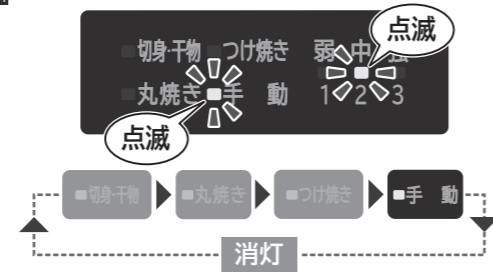 点滅
切身・干物 つけ焼き 弱 中 強
丸焼き 手 動 1 2 3
点滅
切身・干物 丸焼き つけ焼き 手 動
消灯